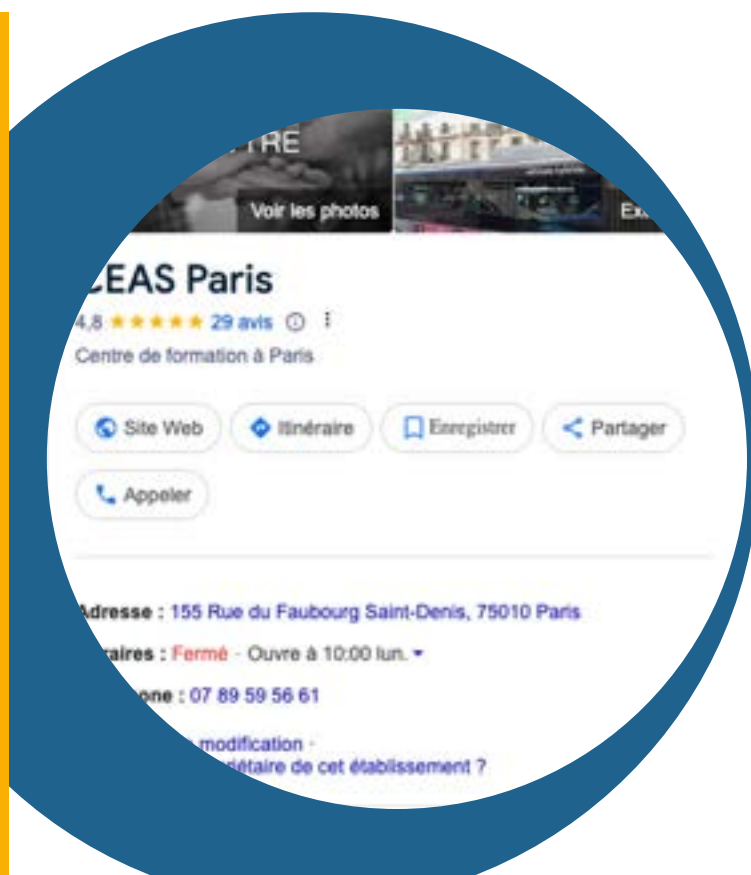 TRE
Voir les photos
CEAS Paris
4,8 29 avis
Centre de formation à Paris
Site Web Itinéraire Enregistrer Partager
Appeler
Adresse : 155 Rue du Faubourg Saint-Denis, 75010 Paris
aires : Fermé - Ouvre à 10:00 lun.
one : 07 89 59 56 61
modification ·
étaire de cet établissement ?